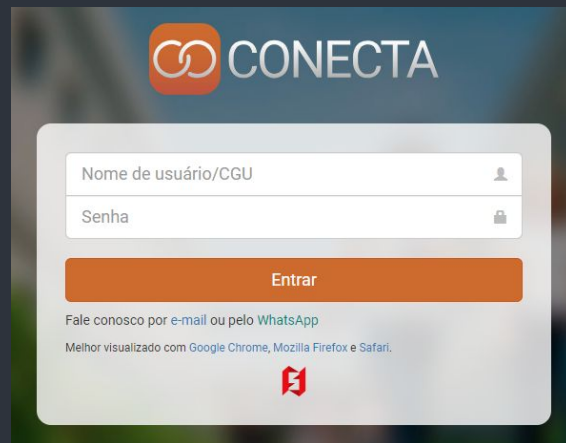 CONECTA
Nome de usuário/CGU
Senha
Entrar
Fale conosco por e-mail ou pelo WhatsApp
Melhor visualizado com Google Chrome, Mozilla Firefox e Safari.